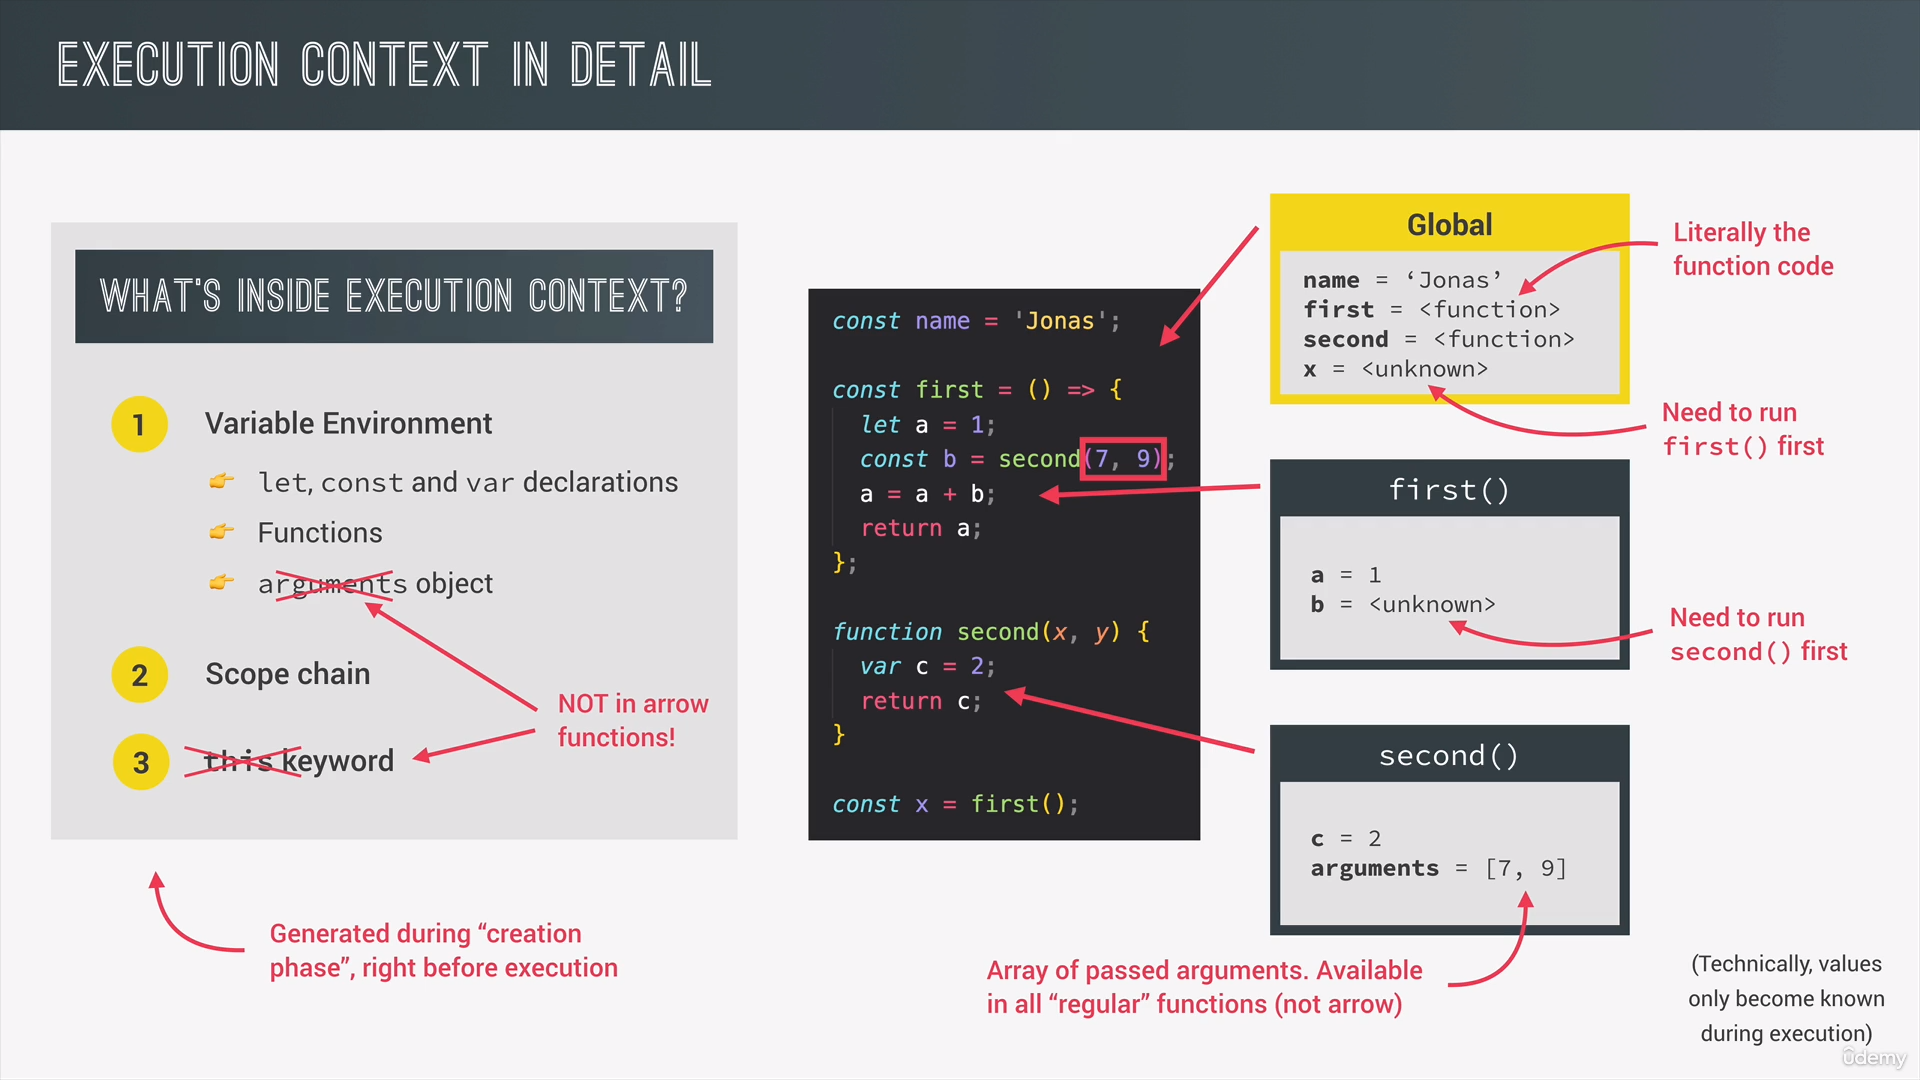 EXECUTION CONTEXT IN DETAIL
WHAT'S INSIDE EXECUTION CONTEXT?
1 Variable Environment
let, const and var declarations
Functions
arguments object
2 Scope chain
3 this keyword
NOT in arrow
functions!
Generated during “creation
phase”, right before execution
const name = 'Jonas';
const first = () => {
let a = 1;
const b = second(7, 9);
a = a + b;
return a;
};
function second(x, y) {
var c = 2;
return c;
}
const x = first();
Global
name = ‘Jonas’
first = <function>
second = <function>
x = <unknown>
Literally the
function code
Need to run
first() first
first()
a = 1
b = <unknown>
Need to run
second() first
second()
c = 2
arguments = [7, 9]
Array of passed arguments. Available
in all “regular” functions (not arrow)
(Technically, values
only become known
during execution)
ûdemy